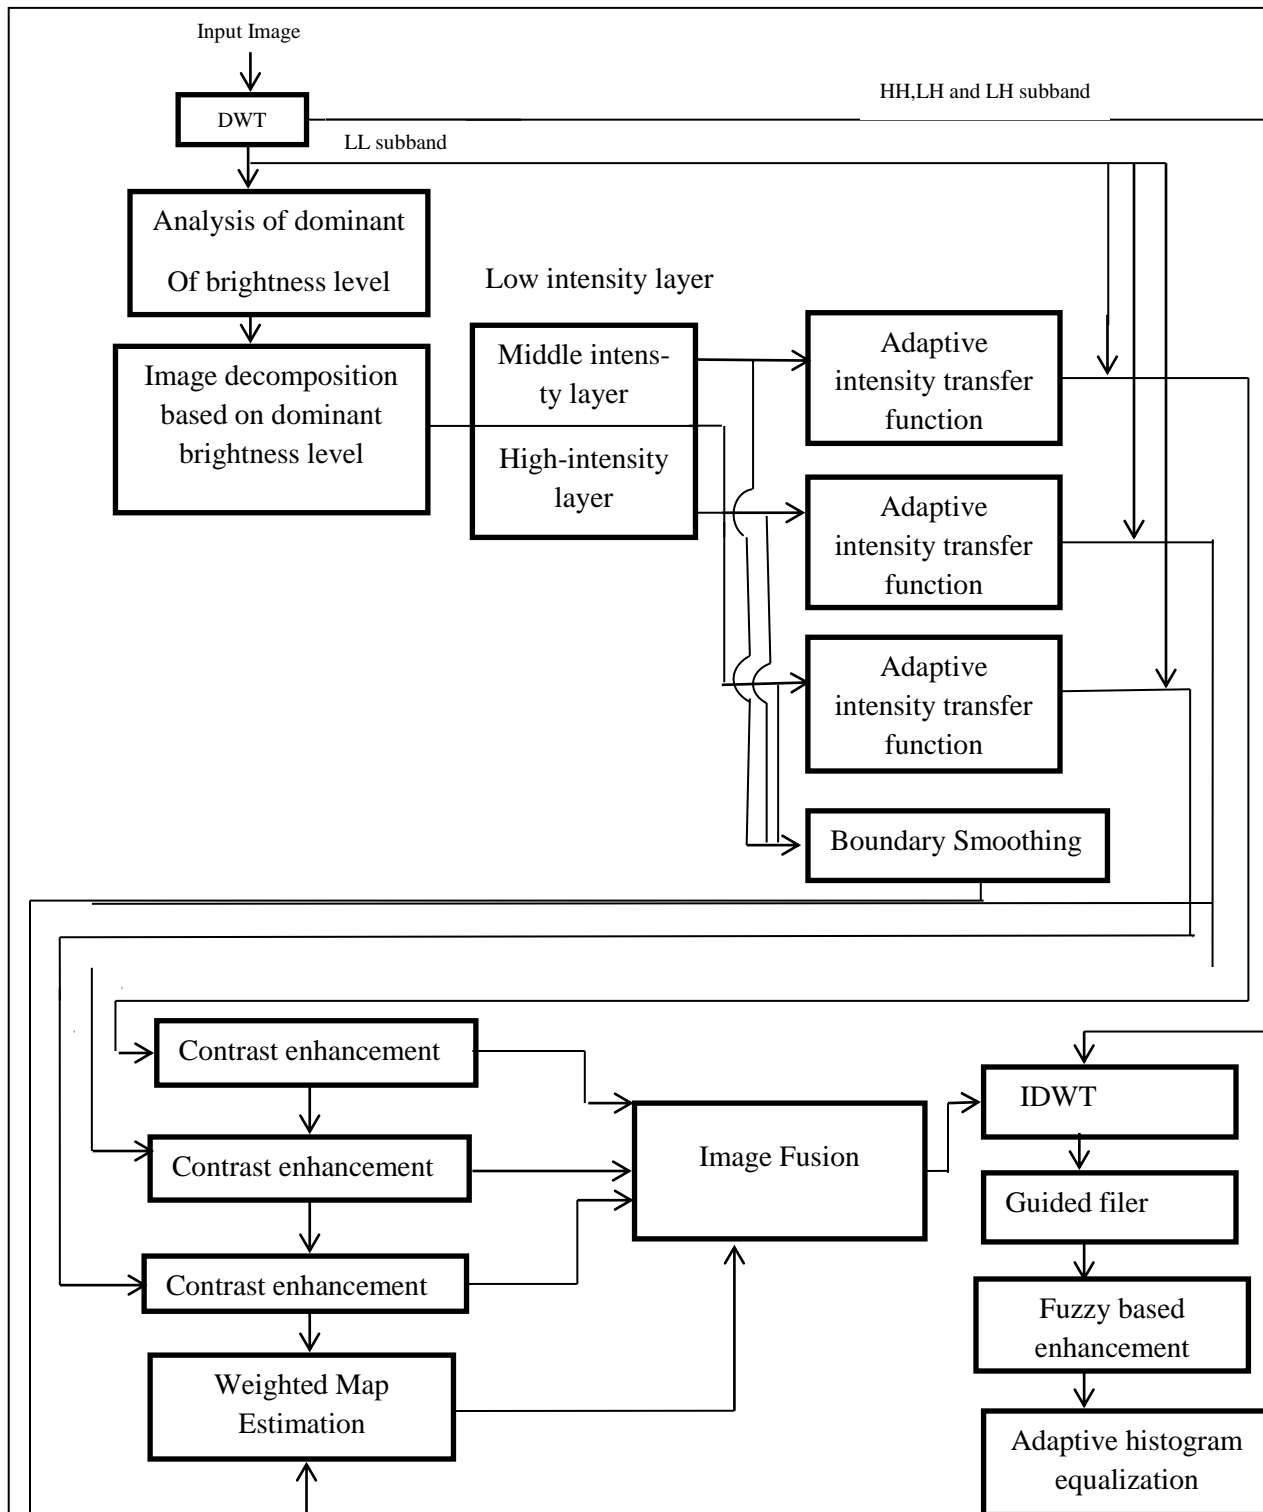 Input Image
HH,LH and LH subband
DWT
LL subband
Analysis of dominant
Of brightness level
Low intensity layer
Middle intens-
ty layer
High-intensity
layer
Image decomposition
based on dominant
brightness level
Adaptive
intensity transfer
function
Adaptive
intensity transfer
function
Adaptive
intensity transfer
function
Boundary Smoothing
Contrast enhancement
Contrast enhancement
Contrast enhancement
Weighted Map
Estimation
Image Fusion
IDWT
Guided filer
Fuzzy based
enhancement
Adaptive histogram
equalization